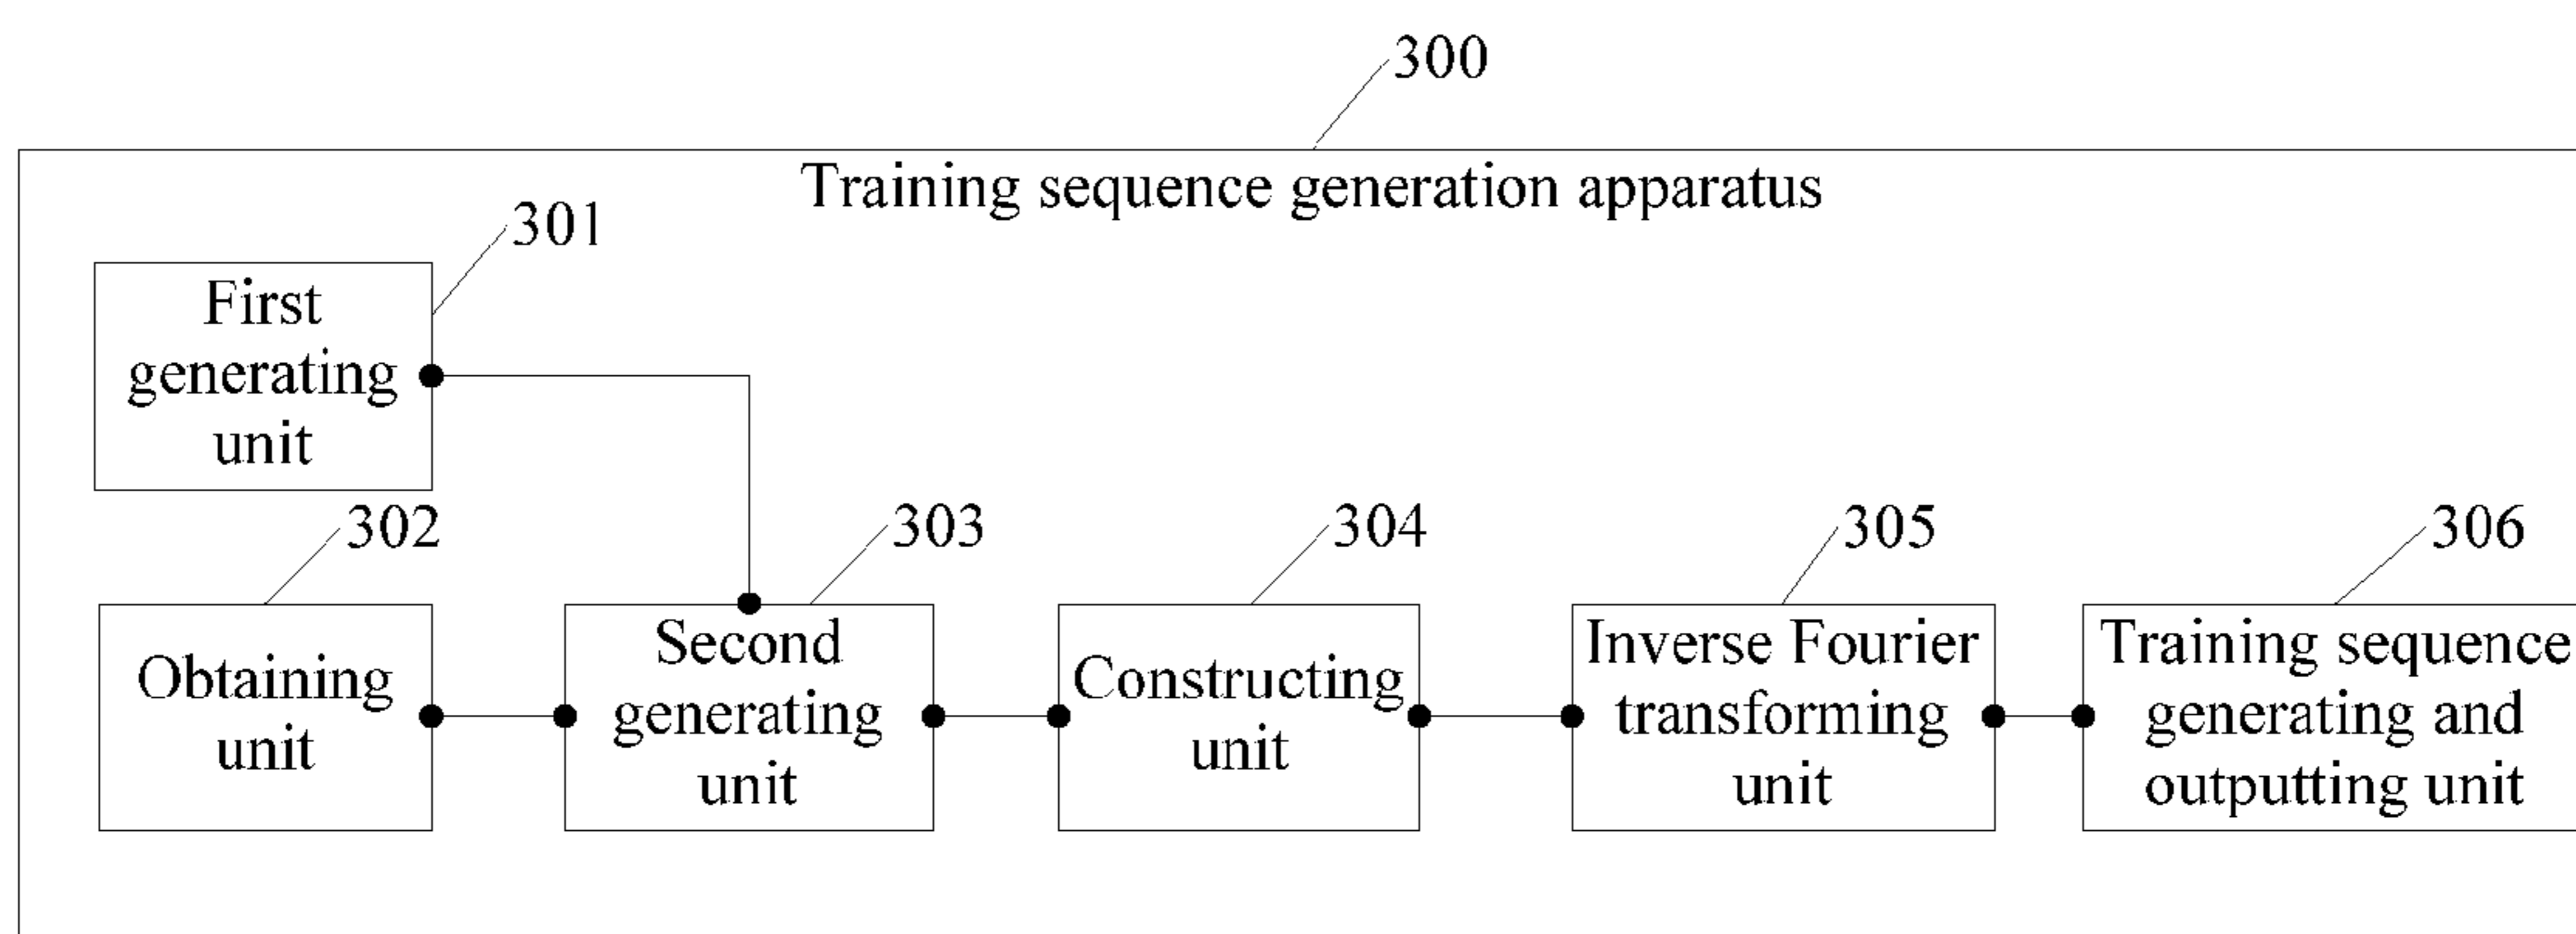 300
Training sequence generation apparatus
301
First
generating
unit
302
303
304
305
306
Obtaining
unit
Second
generating
unit
Constructing
unit
Inverse Fourier
transforming
unit
Training sequence
generating and
outputting unit